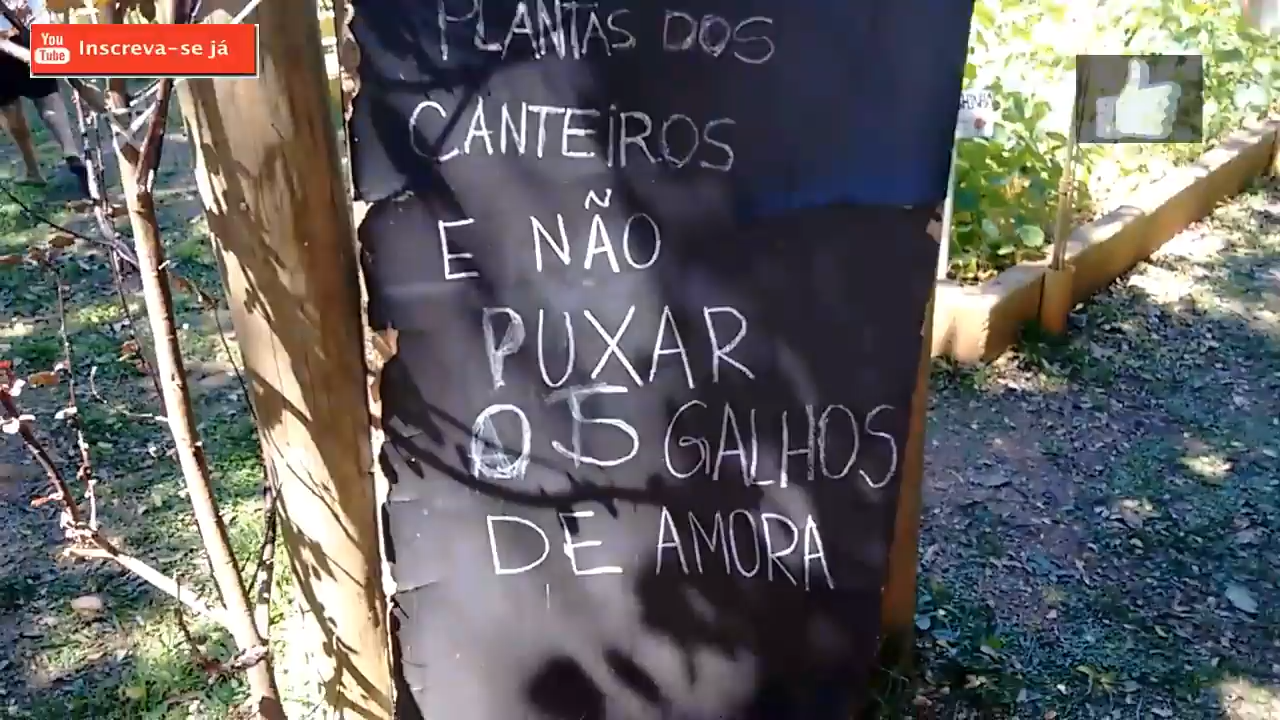 You
Tube
Inscreva-se já
PLANTAS DOS
CANTEIROS
E NÃO
PUXAR
OS GALHOS
DE AMORA